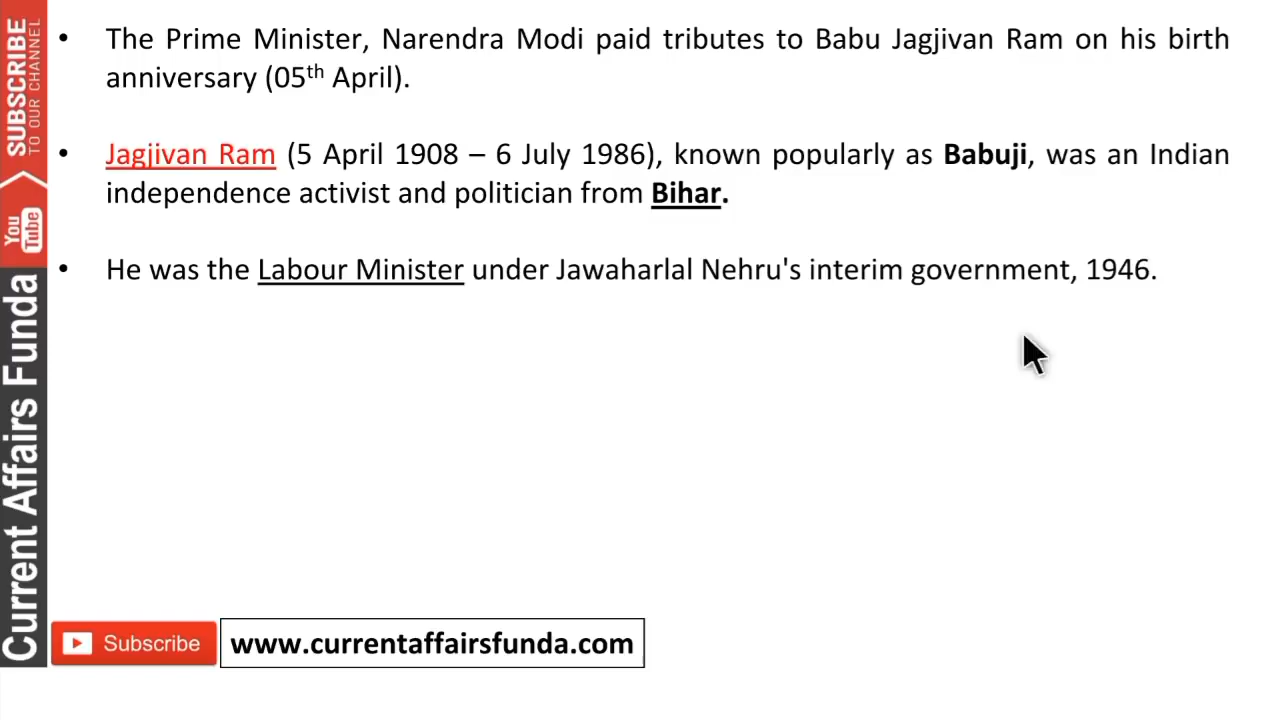 SUBSCRIBE
TO OUR CHANNEL
You
Tube
Current Affairs Funda
• The Prime Minister, Narendra Modi paid tributes to Babu Jagjivan Ram on his birth
anniversary (05th April).
• Jagjivan Ram (5 April 1908 – 6 July 1986), known popularly as Babuji, was an Indian
independence activist and politician from Bihar.
• He was the Labour Minister under Jawaharlal Nehru's interim government, 1946.
Subscribe
www.currentaffairsfunda.com